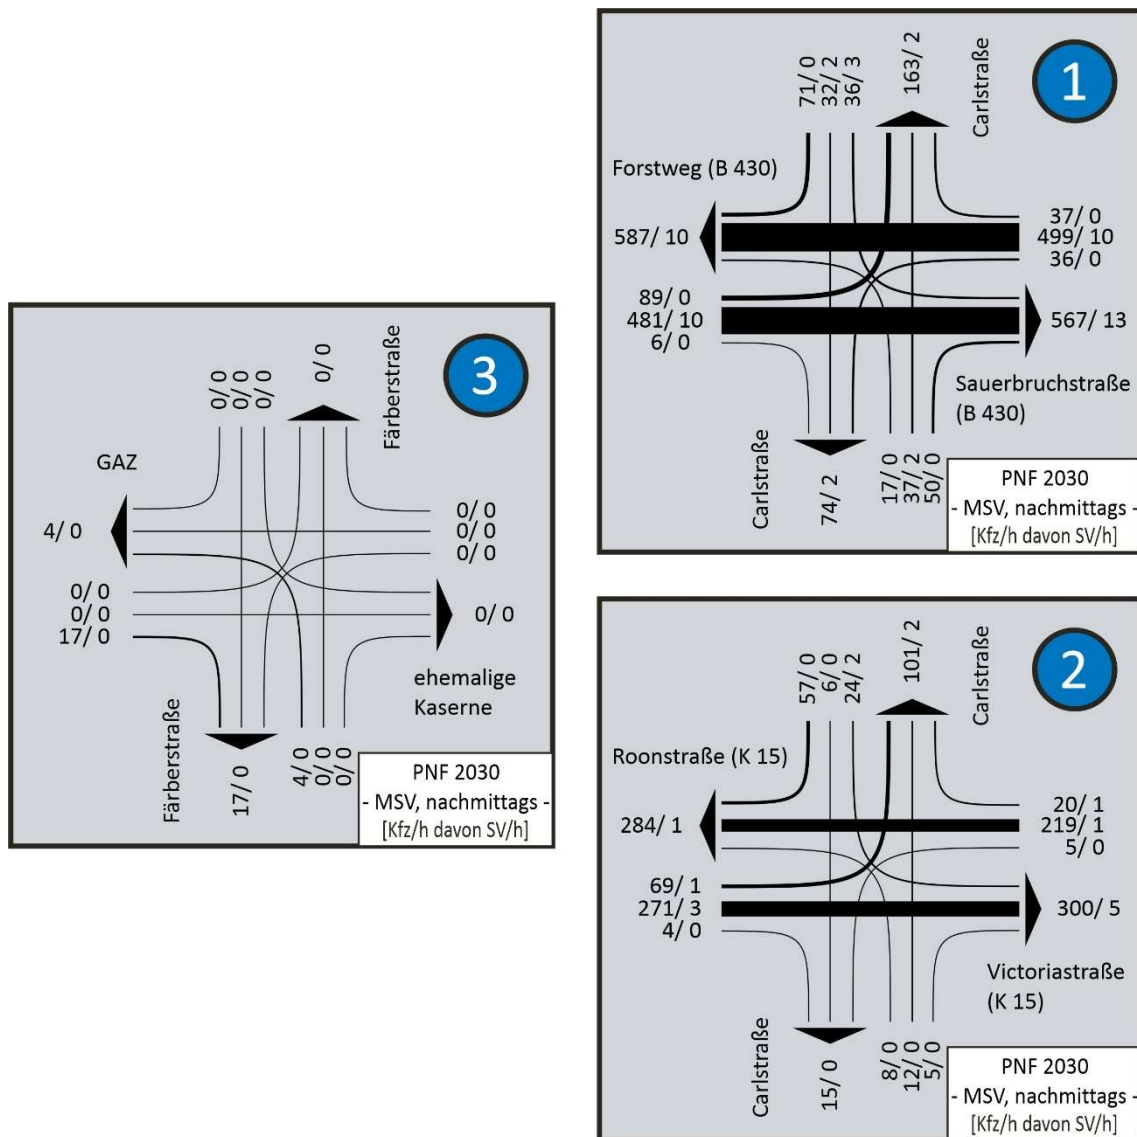 1
71/ 0
32/ 2
36/ 3
163/ 2
Carlstraße
Forstweg (B 430)
587/ 10
37/ 0
499/ 10
36/ 0
89/ 0
481/ 10
6/ 0
567/ 13
Sauerbruchstraße
(B 430)
Carlstraße
74/ 2
17/ 0
37/ 2
50/ 0
PNF 2030
- MSV, nachmittags -
[Kfz/h davon SV/h]
3
0/ 0
0/ 0
0/ 0
0/ 0
Färberstraße
GAZ
4/ 0
0/ 0
0/ 0
0/ 0
0/ 0
0/ 0
17/ 0
0/ 0
ehemalige
Kaserne
Färberstraße
17/ 0
4/ 0
0/ 0
0/ 0
PNF 2030
- MSV, nachmittags -
[Kfz/h davon SV/h]
2
57/ 0
6/ 0
24/ 2
101/ 2
Carlstraße
Roonstraße (K 15)
284/ 1
20/ 1
219/ 1
5/ 0
69/ 1
271/ 3
4/ 0
300/ 5
Victoriastraße
(K 15)
Carlstraße
15/ 0
8/ 0
12/ 0
5/ 0
PNF 2030
- MSV, nachmittags -
[Kfz/h davon SV/h]